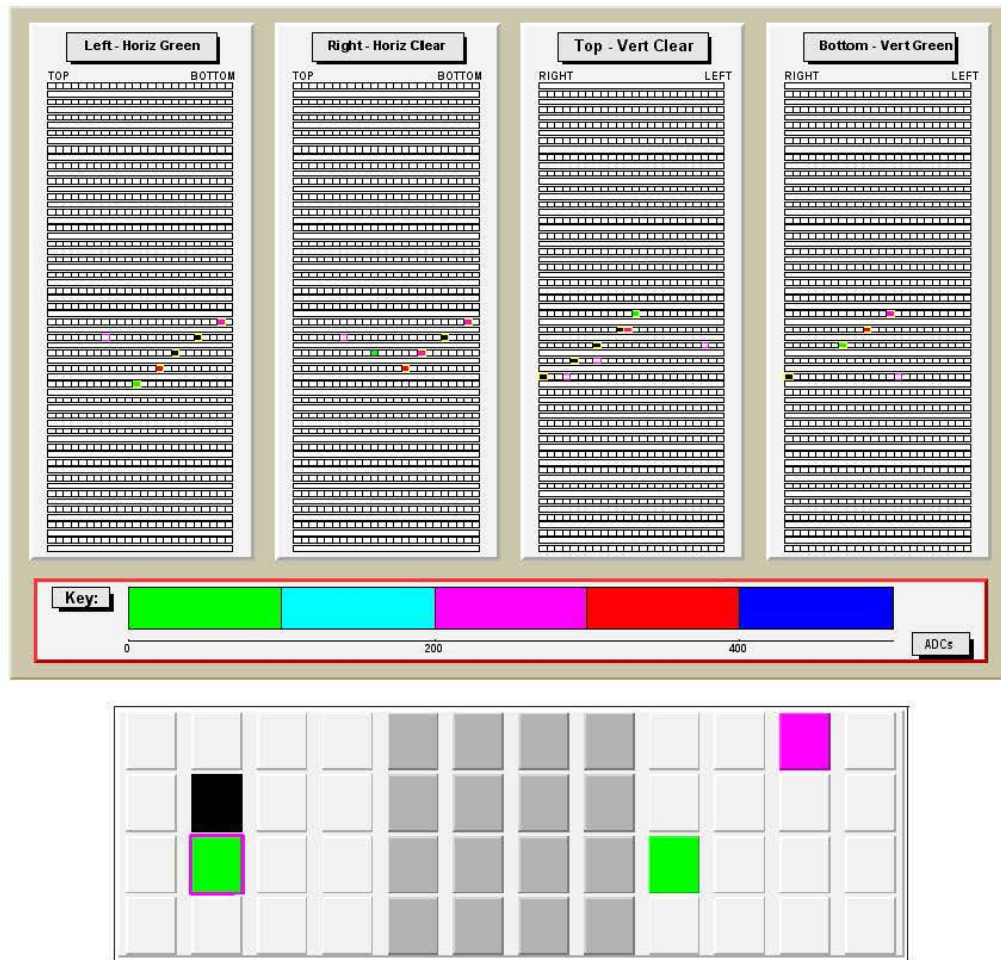 Left - Horiz Green
Right - Horiz Clear
Top - Vert Clear
Bottom - Vert Green
TOP BOTTOM
TOP BOTTOM
RIGHT LEFT
RIGHT LEFT
Key:
0 200 400
ADCs